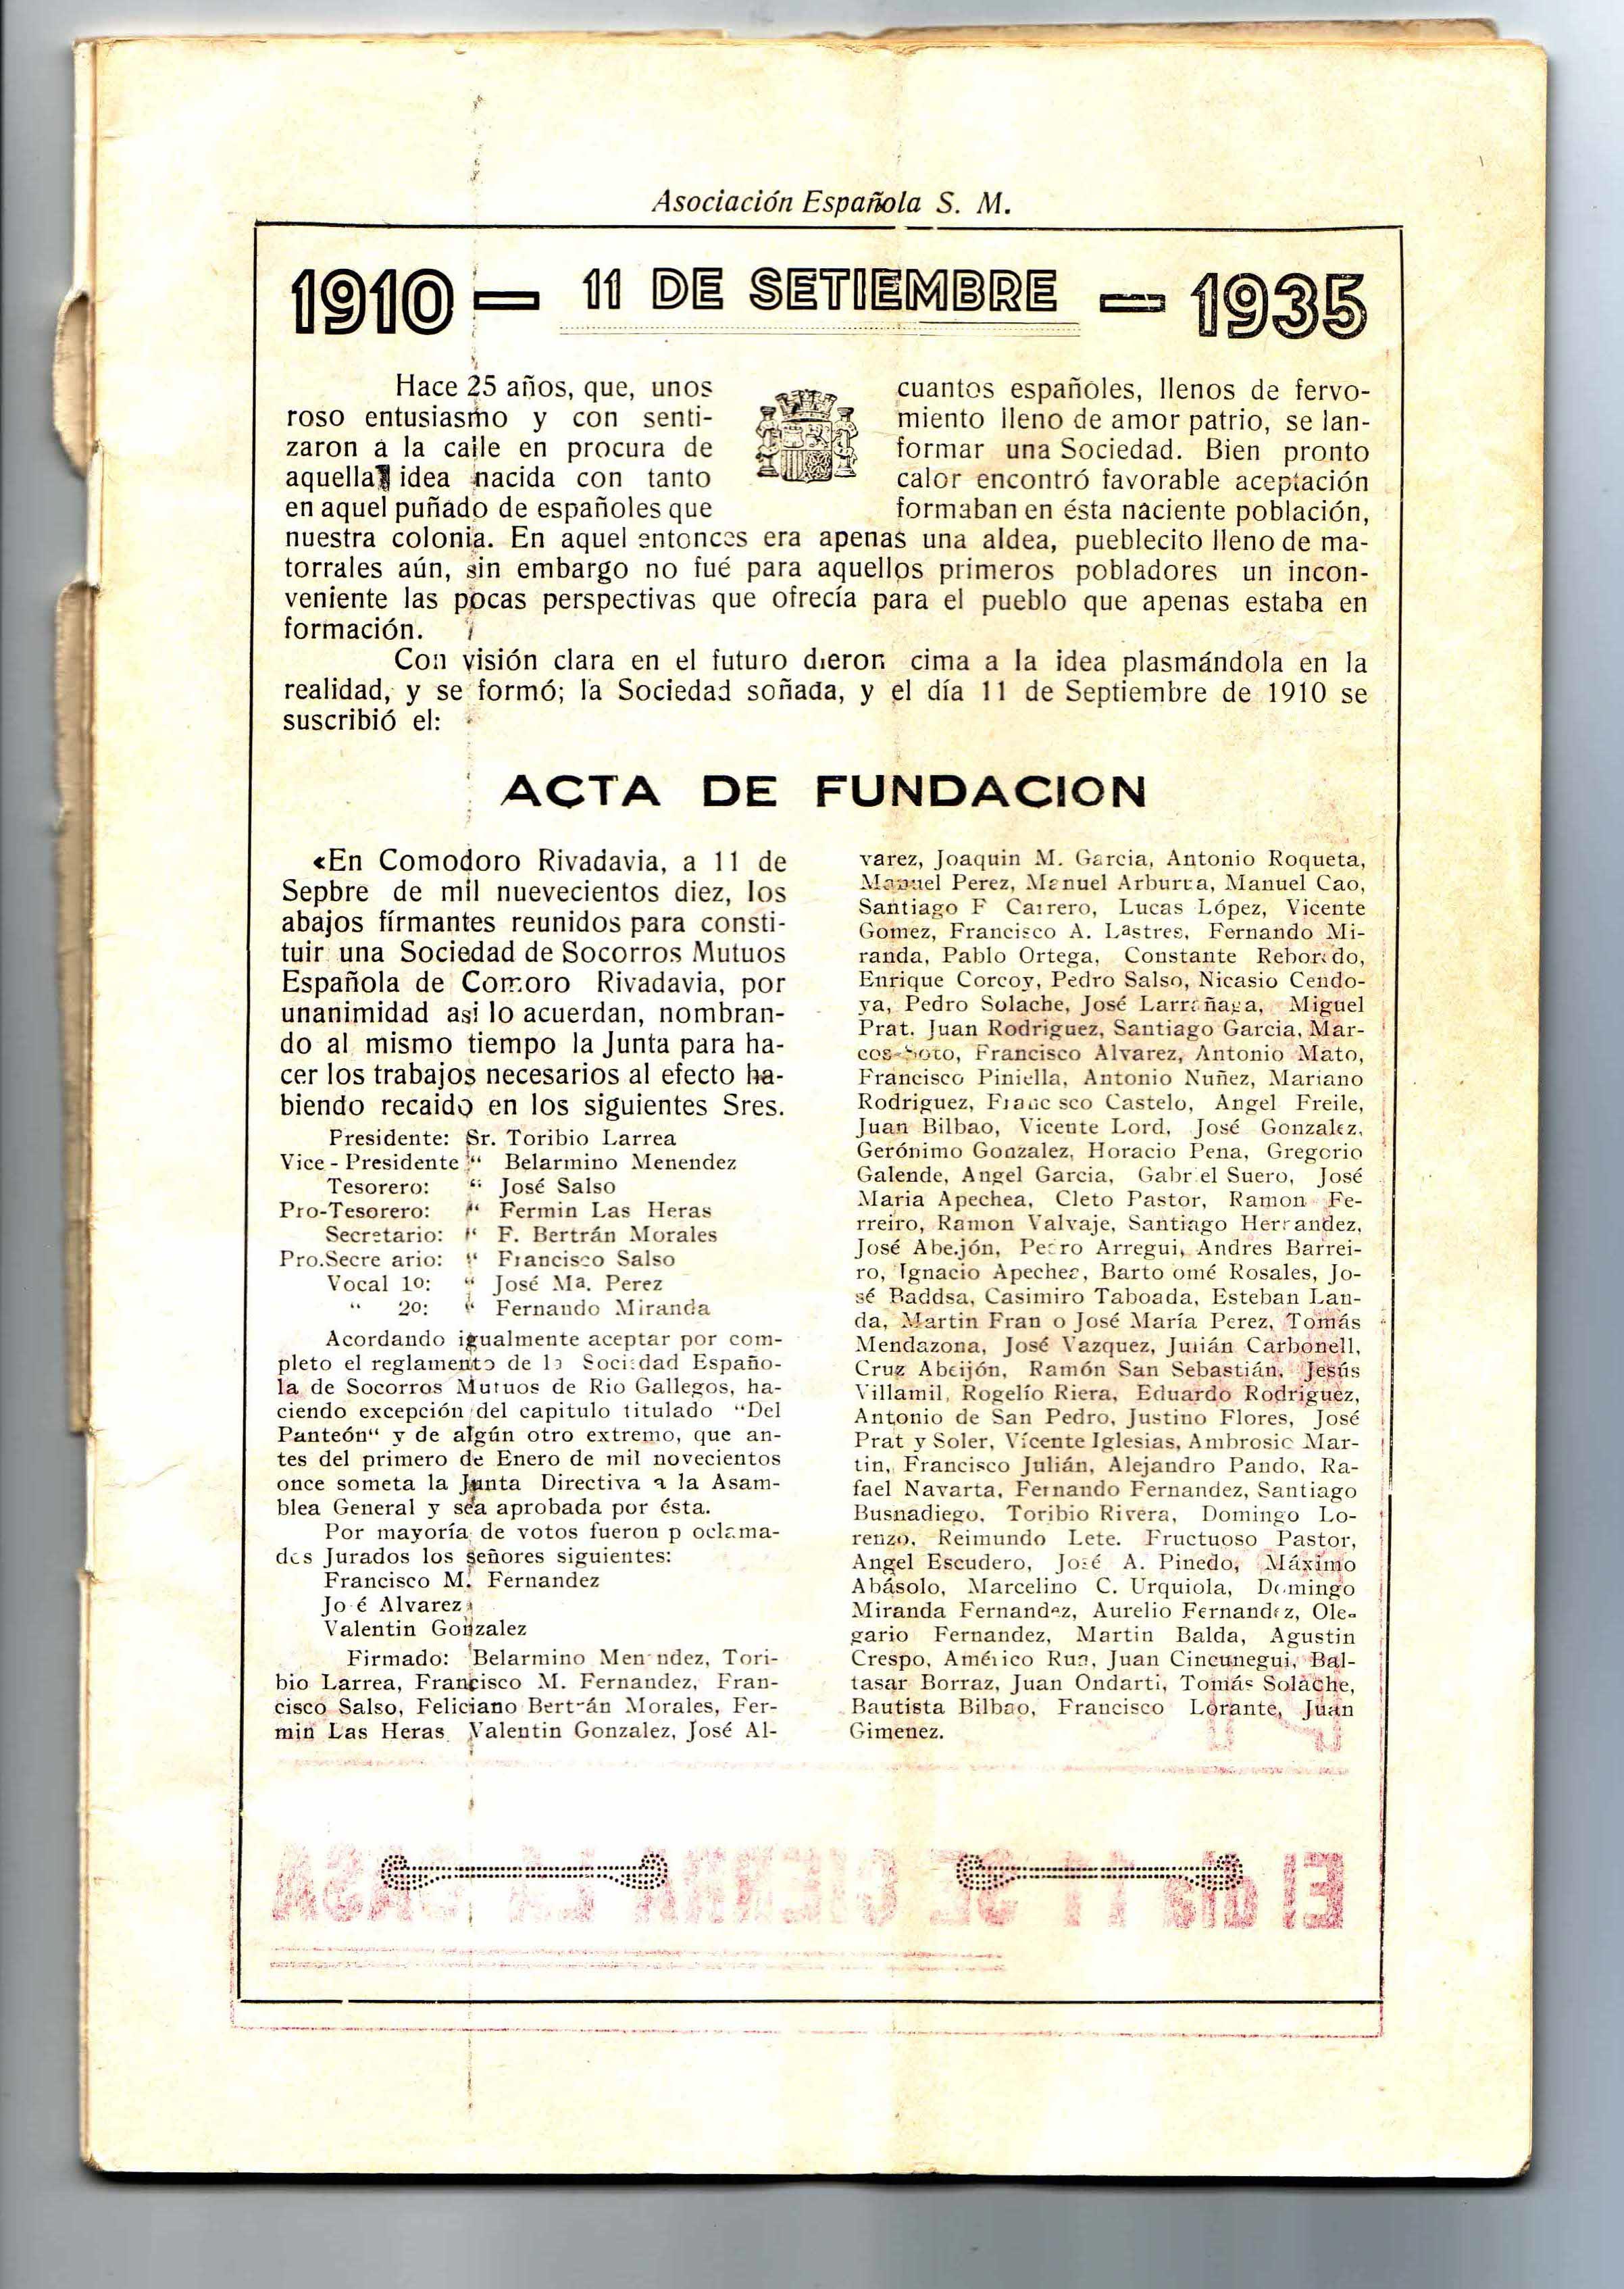 Asociación Española S. M.
1910 — 11 DE SETIEMBRE — 1935
Hace 25 años, que, unos cuantos españoles, llenos de fervo-
roso entusiasmo y con senti- miento lleno de amor patrio, se lan-
zaron a la calle en procura de formar una Sociedad. Bien pronto
aquella idea nacida con tanto calor encontró favorable aceptación
en aquel puñado de españoles que formaban en ésta naciente población,
nuestra colonia. En aquel entonces era apenas una aldea, pueblecito lleno de ma-
torrales aún, sin embargo no fué para aquellos primeros pobladores un incon-
veniente las pocas perspectivas que ofrecía para el pueblo que apenas estaba en
formación.
Con visión clara en el futuro dieron cima a la idea plasmándola en la
realidad, y se formó; la Sociedad soñada, y el día 11 de Septiembre de 1910 se
suscribió el:
ACTA DE FUNDACION
«En Comodoro Rivadavia, a 11 de
Sepbre de mil nuevecientos diez, los
abajos firmantes reunidos para consti-
tuir una Sociedad de Socorros Mutuos
Española de Comoro Rivadavia, por
unanimidad asi lo acuerdan, nombran-
do al mismo tiempo la Junta para ha-
cer los trabajos necesarios al efecto ha-
biendo recaido en los siguientes Sres.
Presidente: Sr. Toribio Larrea
Vice - Presidente “ Belarmino Menendez
Tesorero: “ José Salso
Pro-Tesorero: “ Fermin Las Heras
Secretario: “ F. Bertrán Morales
Pro.Secre ario: “ Francisco Salso
Vocal 1o: “ José Ma. Perez
“ 2o: “ Fernando Miranda
Acordando igualmente aceptar por com-
pleto el reglamento de la Sociedad Españo-
la de Socorros Mutuos de Rio Gallegos, ha-
ciendo excepción del capitulo titulado “Del
Panteón“ y de algún otro extremo, que an-
tes del primero de Enero de mil novecientos
once someta la Junta Directiva a la Asam-
blea General y sea aprobada por ésta.
Por mayoría de votos fueron p oclama-
dos Jurados los señores siguientes:
Francisco M. Fernandez
Jo é Alvarez
Valentin Gonzalez
Firmado: Belarmino Men ndez, Tori-
bio Larrea, Francisco M. Fernandez, Fran-
cisco Salso, Feliciano Bertrán Morales, Fer-
min Las Heras Valentin Gonzalez, José Al-
varez, Joaquin M. Garcia, Antonio Roqueta,
Manuel Perez, Manuel Arburua, Manuel Cao,
Santiago F Carrero, Lucas López, Vicente
Gomez, Francisco A. Lastres, Fernando Mi-
randa, Pablo Ortega, Constante Reboredo,
Enrique Corcoy, Pedro Salso, Nicasio Cendo-
ya, Pedro Solache, José Larrañaga, Miguel
Prat. Juan Rodriguez, Santiago Garcia, Mar-
cos Soto, Francisco Alvarez, Antonio Mato,
Francisco Piniella, Antonio Nuñez, Mariano
Rodriguez, Franc sco Castelo, Angel Freile,
Juan Bilbao, Vicente Lord, José Gonzalez,
Gerónimo Gonzalez, Horacio Pena, Gregorio
Galende, Angel Garcia, Gabr el Suero, José
Maria Apechea, Cleto Pastor, Ramon Fe-
rreiro, Ramon Valvaje, Santiago Hernandez,
José Abejón, Pedro Arregui, Andres Barrei-
ro, Ignacio Apechea, Barto omé Rosales, Jo-
sé Baddsa, Casimiro Taboada, Esteban Lan-
da, Martin Fran o José María Perez, Tomás
Mendazona, José Vazquez, Julián Carbonell,
Cruz Abeijón, Ramón San Sebastián, Jesús
Villamil, Rogelío Riera, Eduardo Rodriguez,
Antonio de San Pedro, Justino Flores, José
Prat y Soler, Vícente Iglesias, Ambrosio Mar-
tin, Francisco Julián, Alejandro Pando, Ra-
fael Navarta, Fernando Fernandez, Santiago
Busnadiego, Toribio Rivera, Domingo Lo-
renzo, Reimundo Lete. Fructuoso Pastor,
Angel Escudero, José A. Pinedo, Máximo
Abásolo, Marcelino C. Urquiola, Domingo
Miranda Fernandez, Aurelio Fernandez, Ole-
gario Fernandez, Martin Balda, Agustin
Crespo, Américo Rua, Juan Cincunegui, Bal-
tasar Borraz, Juan Ondarti, Tomás Solache,
Bautista Bilbao, Francisco Lorante, Juan
Gimenez.